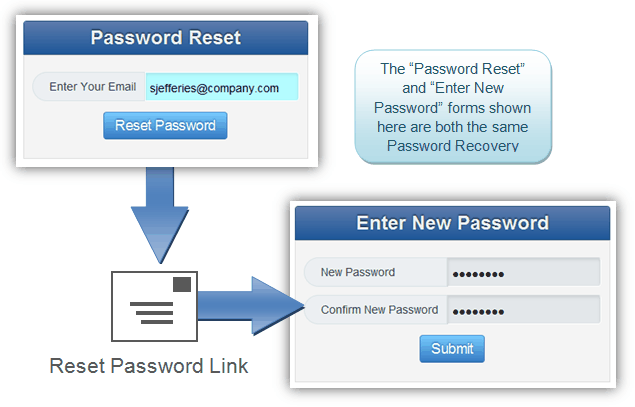 Password Reset
Enter Your Email
sjefferies@company.com
Reset Password
The “Password Reset”
and “Enter New
Password” forms shown
here are both the same
Password Recovery
Enter New Password
New Password
••••••••
Confirm New Password
••••••••
Submit
Reset Password Link